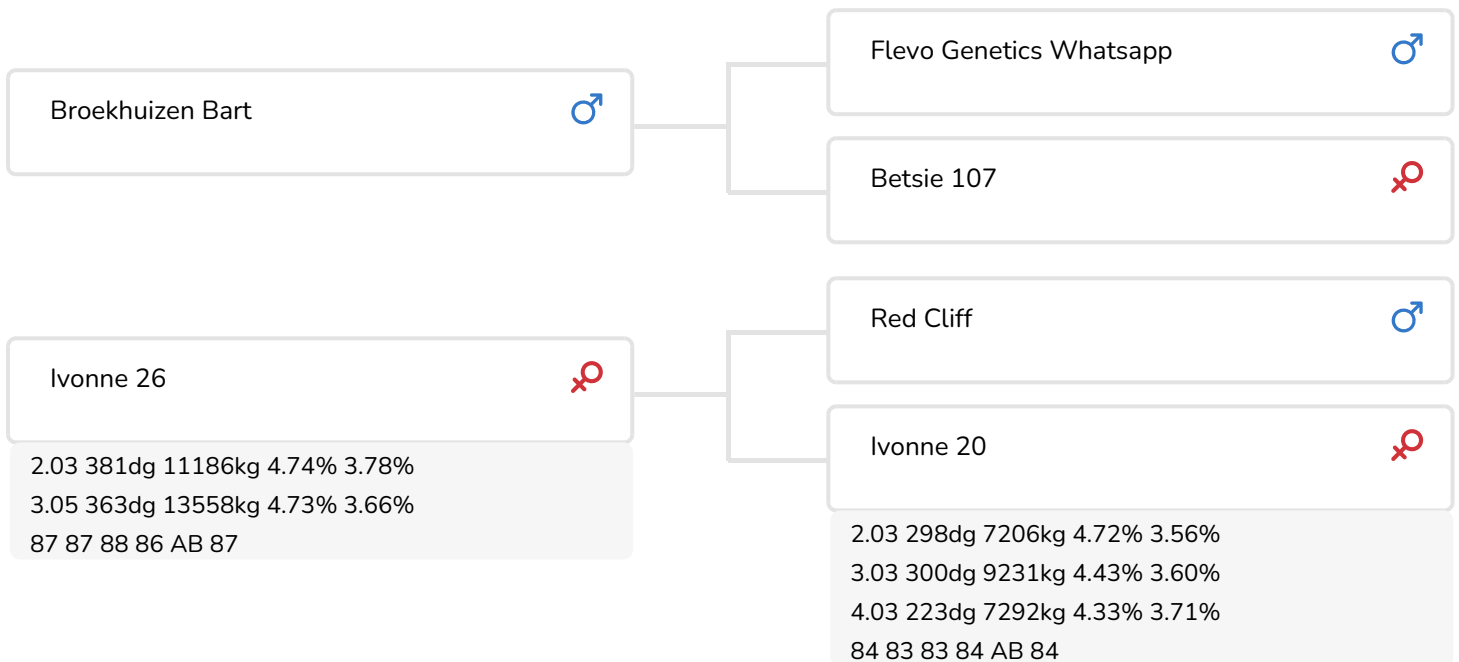 Flevo Genetics Whatsapp
Broekhuizen Bart
Betsie 107
Red Cliff
Ivonne 26
2.03 381dg 11186kg 4.74% 3.78%
3.05 363dg 13558kg 4.73% 3.66%
87 87 88 86 AB 87
Ivonne 20
2.03 298dg 7206kg 4.72% 3.56%
3.03 300dg 9231kg 4.43% 3.60%
4.03 223dg 7292kg 4.33% 3.71%
84 83 83 84 AB 84